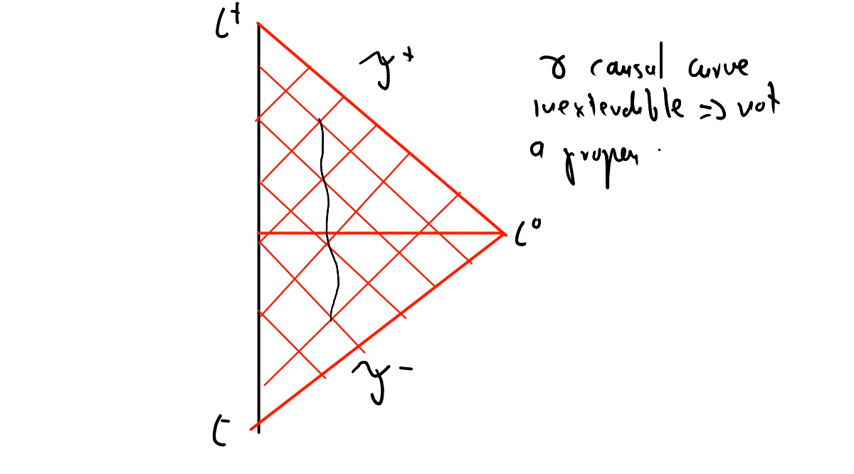 i⁺
𝓘⁺
γ causal curve
inextendible => not
a proper
i⁰
𝓘⁻
i⁻